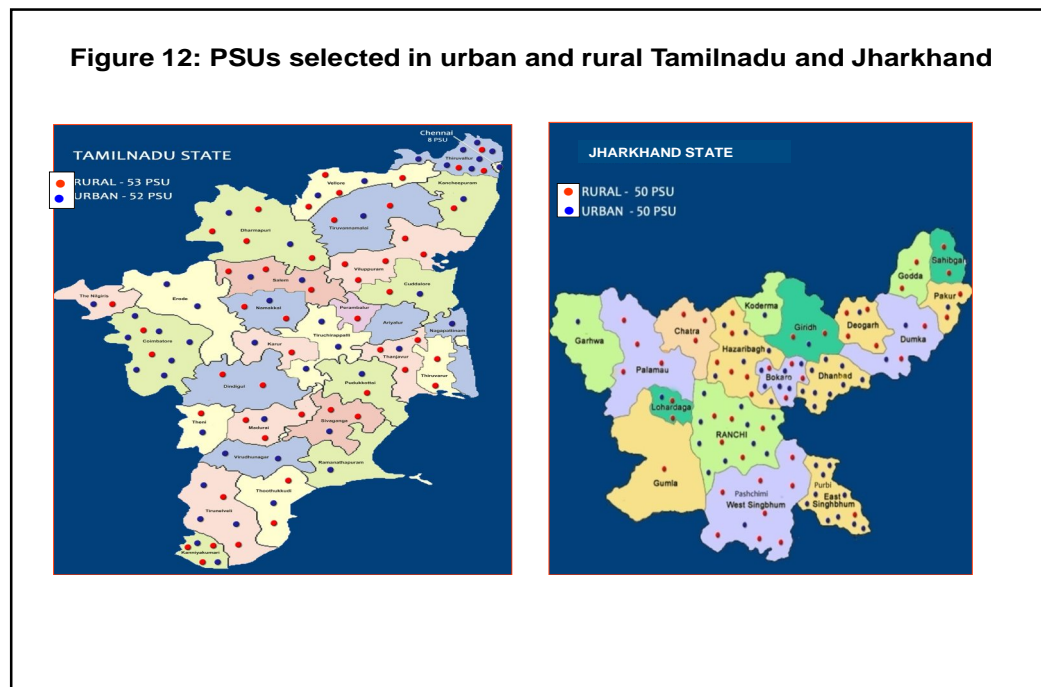 Figure 12: PSUs selected in urban and rural Tamilnadu and Jharkhand
TAMILNADU STATE
RURAL - 53 PSU
URBAN - 52 PSU
Chennai
8 PSU
Thiruvallur
Vellore
Kancheepuram
Tiruvannamalai
Dharmapuri
Viluppuram
Salem
The Nilgiris
Erode
Namakkal
Perambalur
Cuddalore
Ariyalur
Nagapattinam
Coimbatore
Karur
Tiruchirappalli
Thanjavur
Thiruvarur
Dindigul
Pudukkottai
Theni
Madurai
Sivaganga
Virudhunagar
Ramanathapuram
Thoothukkudi
Tirunelveli
Kanniyakumari
JHARKHAND STATE
RURAL - 50 PSU
URBAN - 50 PSU
Sahibgan
Godda
Pakur
Koderma
Giridh
Deogarh
Dumka
Garhwa
Chatra
Hazaribagh
Palamau
Bokaro
Dhanbad
Lohardaga
RANCHI
Gumla
Pashchimi
West Singbhum
Purbi
East
Singhbhum